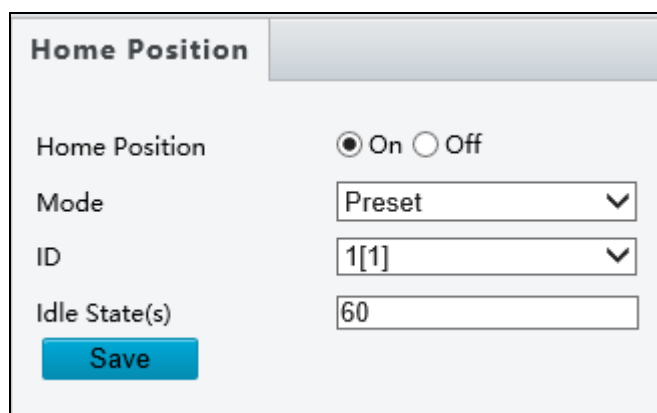 Home Position
Home Position On Off
Mode Preset
ID 1[1]
Idle State(s) 60
Save